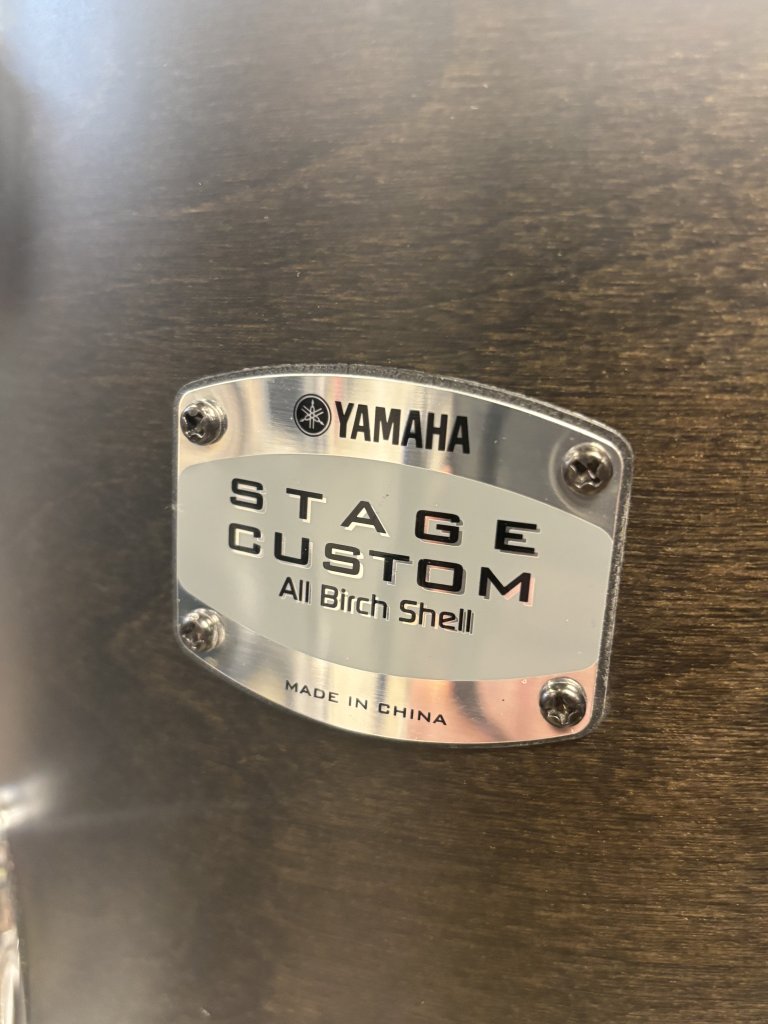 YAMAHA
STAGE
CUSTOM
All Birch Shell
MADE IN CHINA